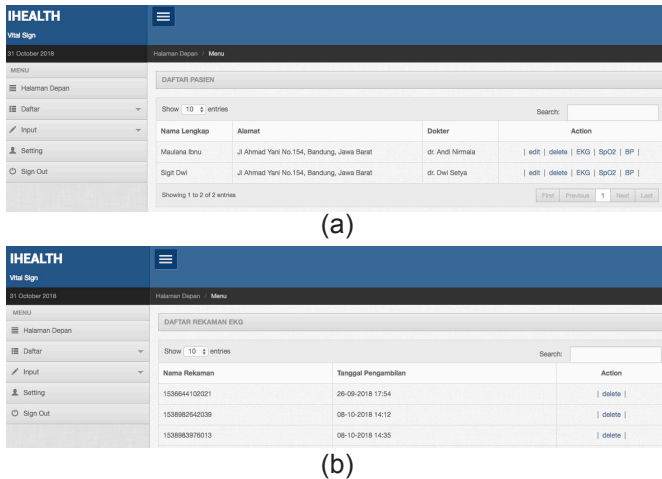 IHEALTH
Vital Sign
31 October 2018
Halaman Depan / Menu
MENU
Halaman Depan
Daftar
Input
Setting
Sign Out
DAFTAR PASIEN
Show 10 entries
Search:
Nama Lengkap Alamat Dokter Action
Maulana Ibnu Jl Ahmad Yani No.154, Bandung, Jawa Barat dr. Andi Nirmala | edit | delete | EKG | SpO2 | BP |
Sigit Dwi Jl Ahmad Yani No.154, Bandung, Jawa Barat dr. Dwi Setya | edit | delete | EKG | SpO2 | BP |
Showing 1 to 2 of 2 entries
First Previous 1 Next Last
(a)
IHEALTH
Vital Sign
31 October 2018
Halaman Depan / Menu
MENU
Halaman Depan
Daftar
Input
Setting
Sign Out
DAFTAR REKAMAN EKG
Show 10 entries
Search:
Nama Rekaman Tanggal Pengambilan Action
1536644102021 26-09-2018 17:54 | delete |
1538982642039 08-10-2018 14:12 | delete |
1538983976013 08-10-2018 14:35 | delete |
(b)